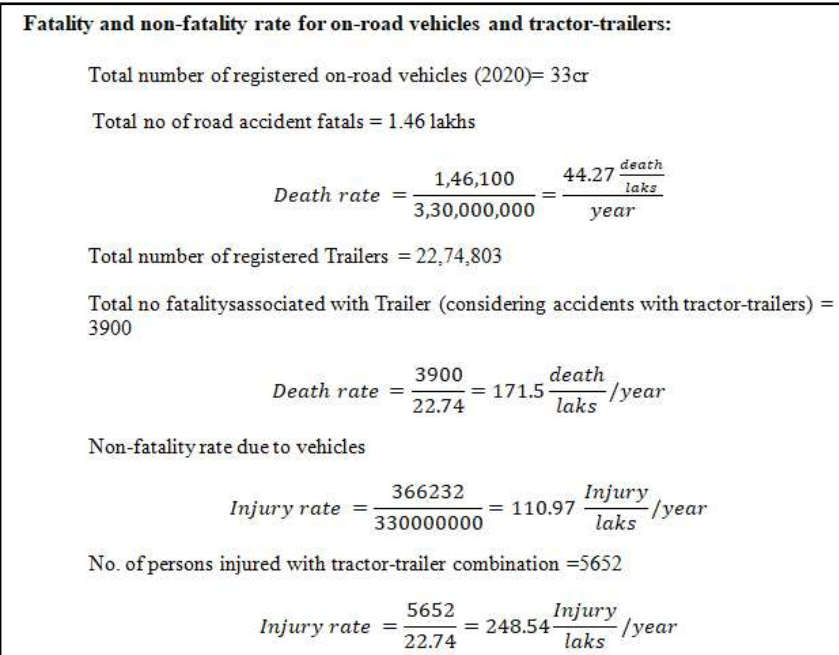 Fatality and non-fatality rate for on-road vehicles and tractor-trailers:
Total number of registered on-road vehicles (2020)= 33cr
Total no of road accident fatals = 1.46 lakhs
Death rate = 1,46,100 / 3,30,000,000 = 44.27 death/laks / year
Total number of registered Trailers = 22,74,803
Total no fatalitysassociated with Trailer (considering accidents with tractor-trailers) =
3900
Death rate = 3900 / 22.74 = 171.5 death/laks /year
Non-fatality rate due to vehicles
Injury rate = 366232 / 330000000 = 110.97 Injury/laks /year
No. of persons injured with tractor-trailer combination =5652
Injury rate = 5652 / 22.74 = 248.54 Injury/laks /year